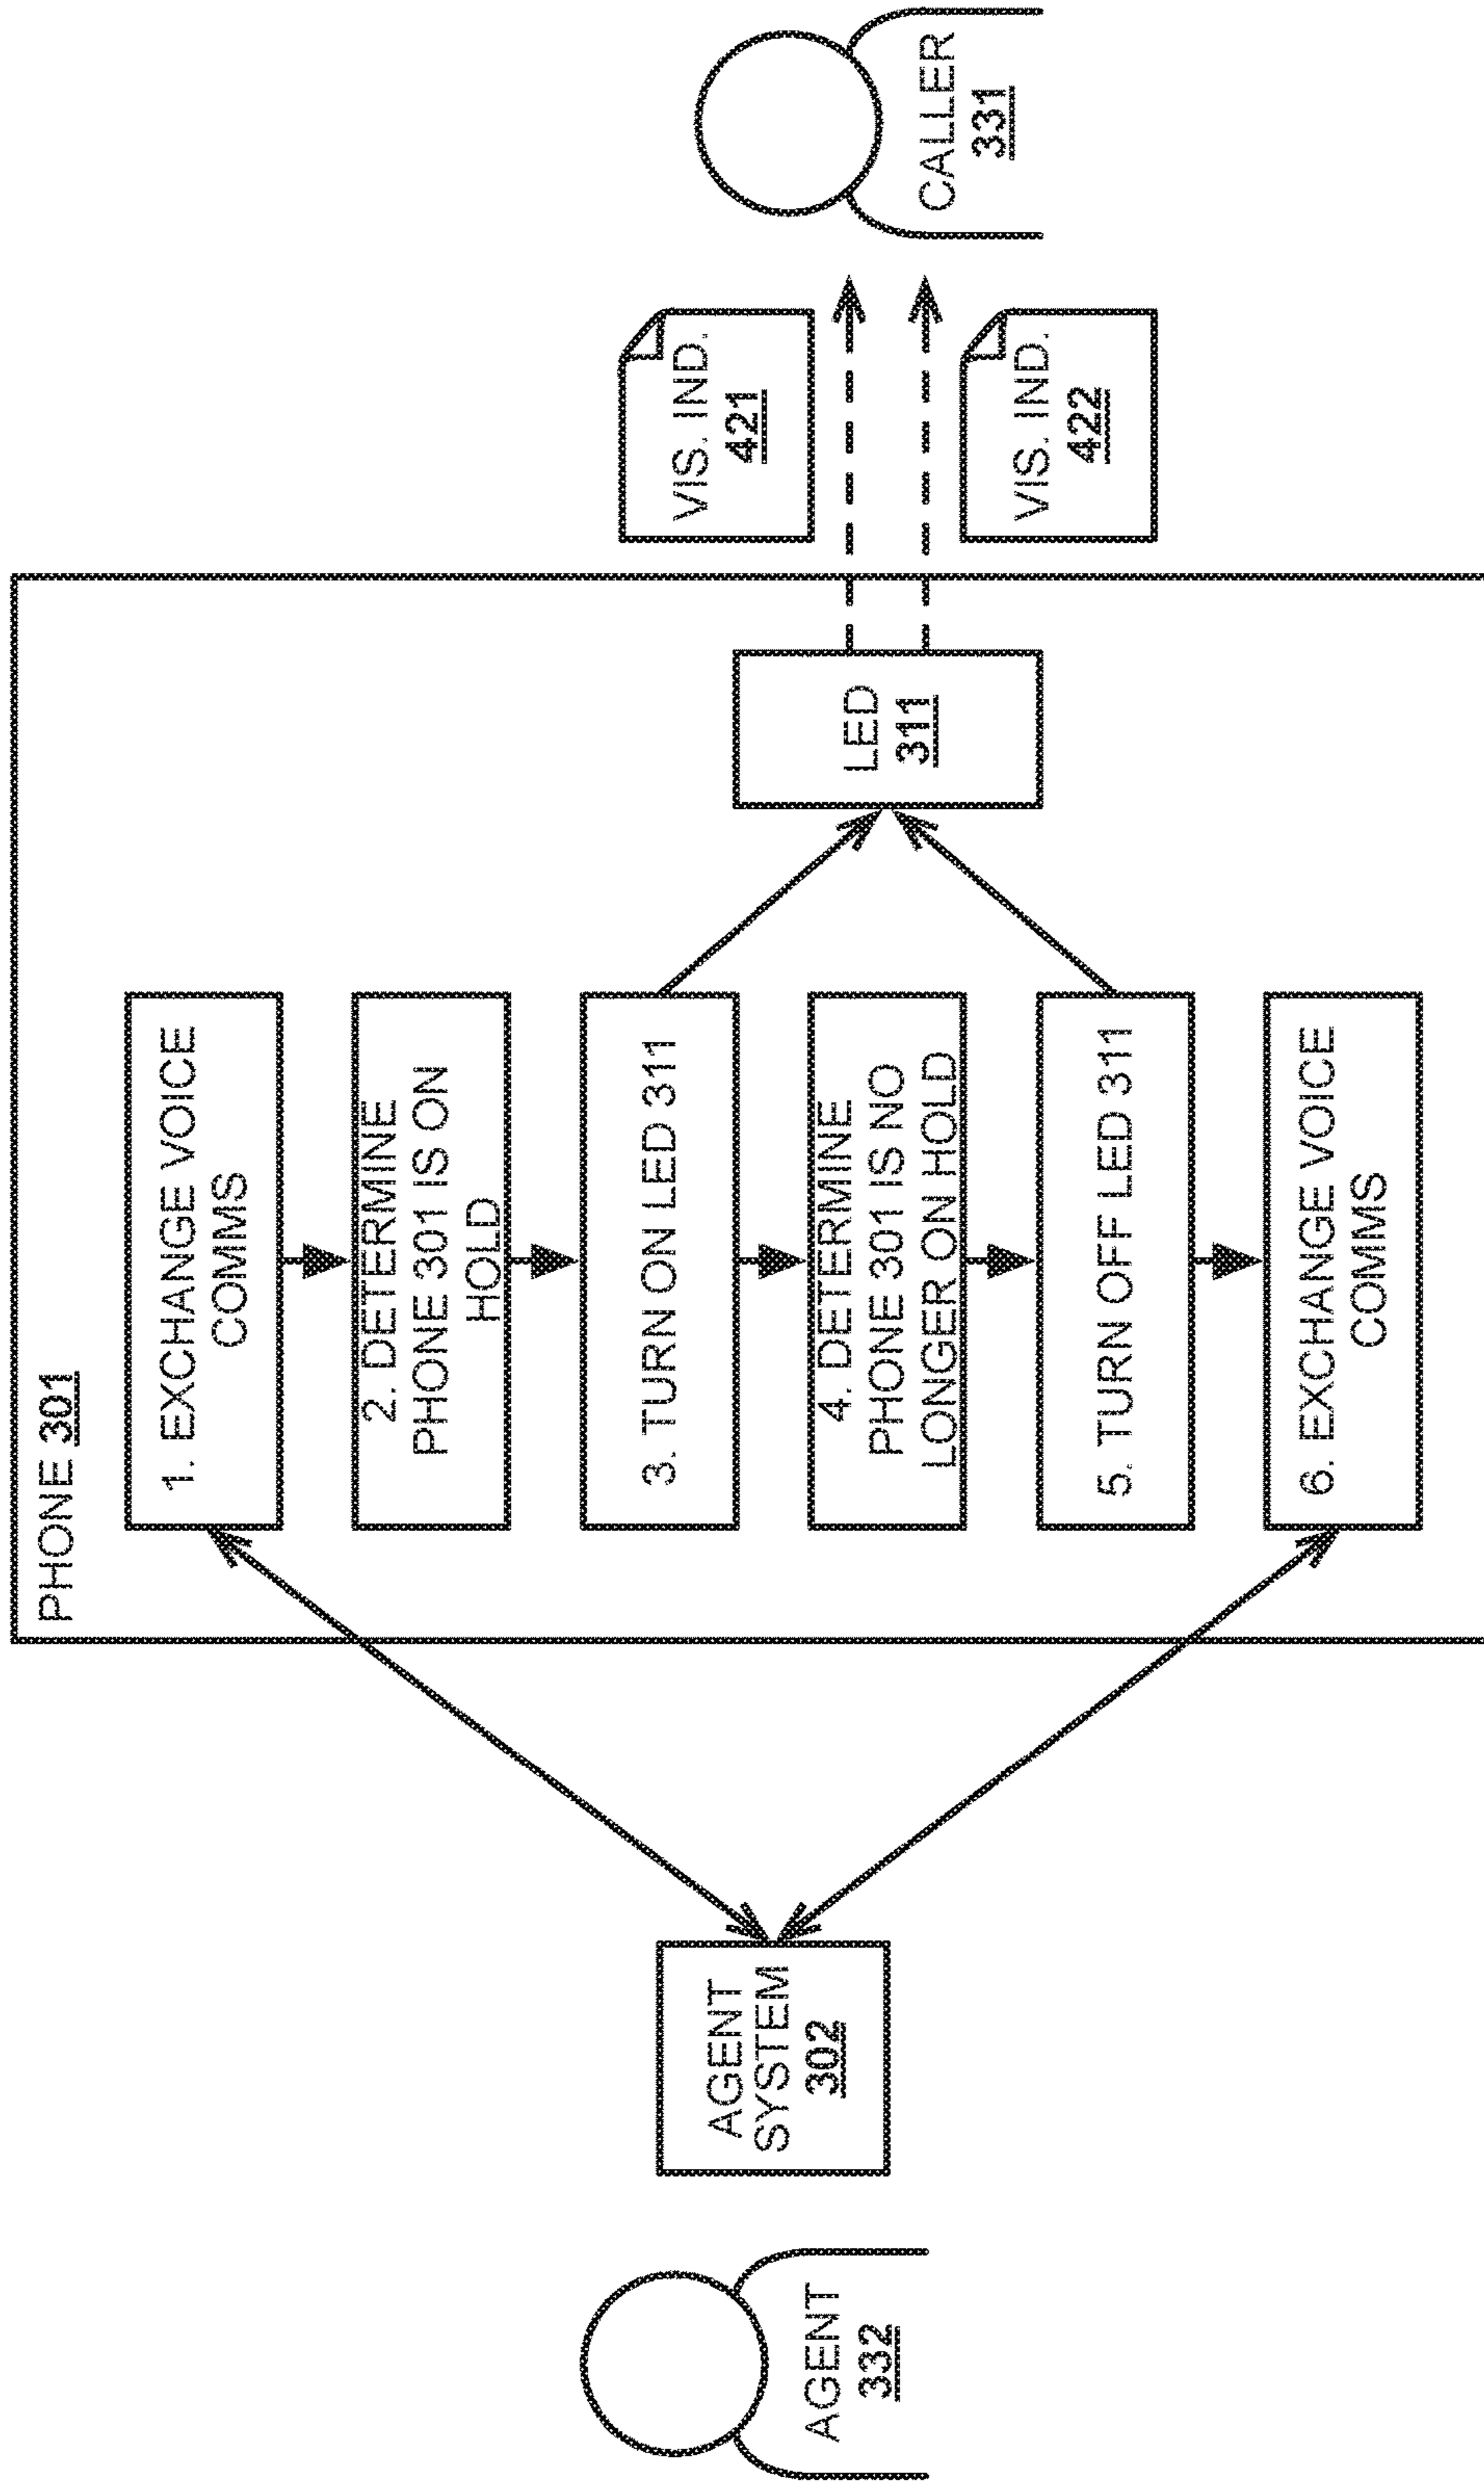 PHONE 301
1. EXCHANGE VOICE
COMMS
2. DETERMINE
PHONE 301 IS ON
HOLD
3. TURN ON LED 311
4. DETERMINE
PHONE 301 IS NO
LONGER ON HOLD
5. TURN OFF LED 311
6. EXCHANGE VOICE
COMMS
AGENT
332
AGENT
SYSTEM
302
LED
311
VIS. IND.
421
VIS. IND.
422
CALLER
331